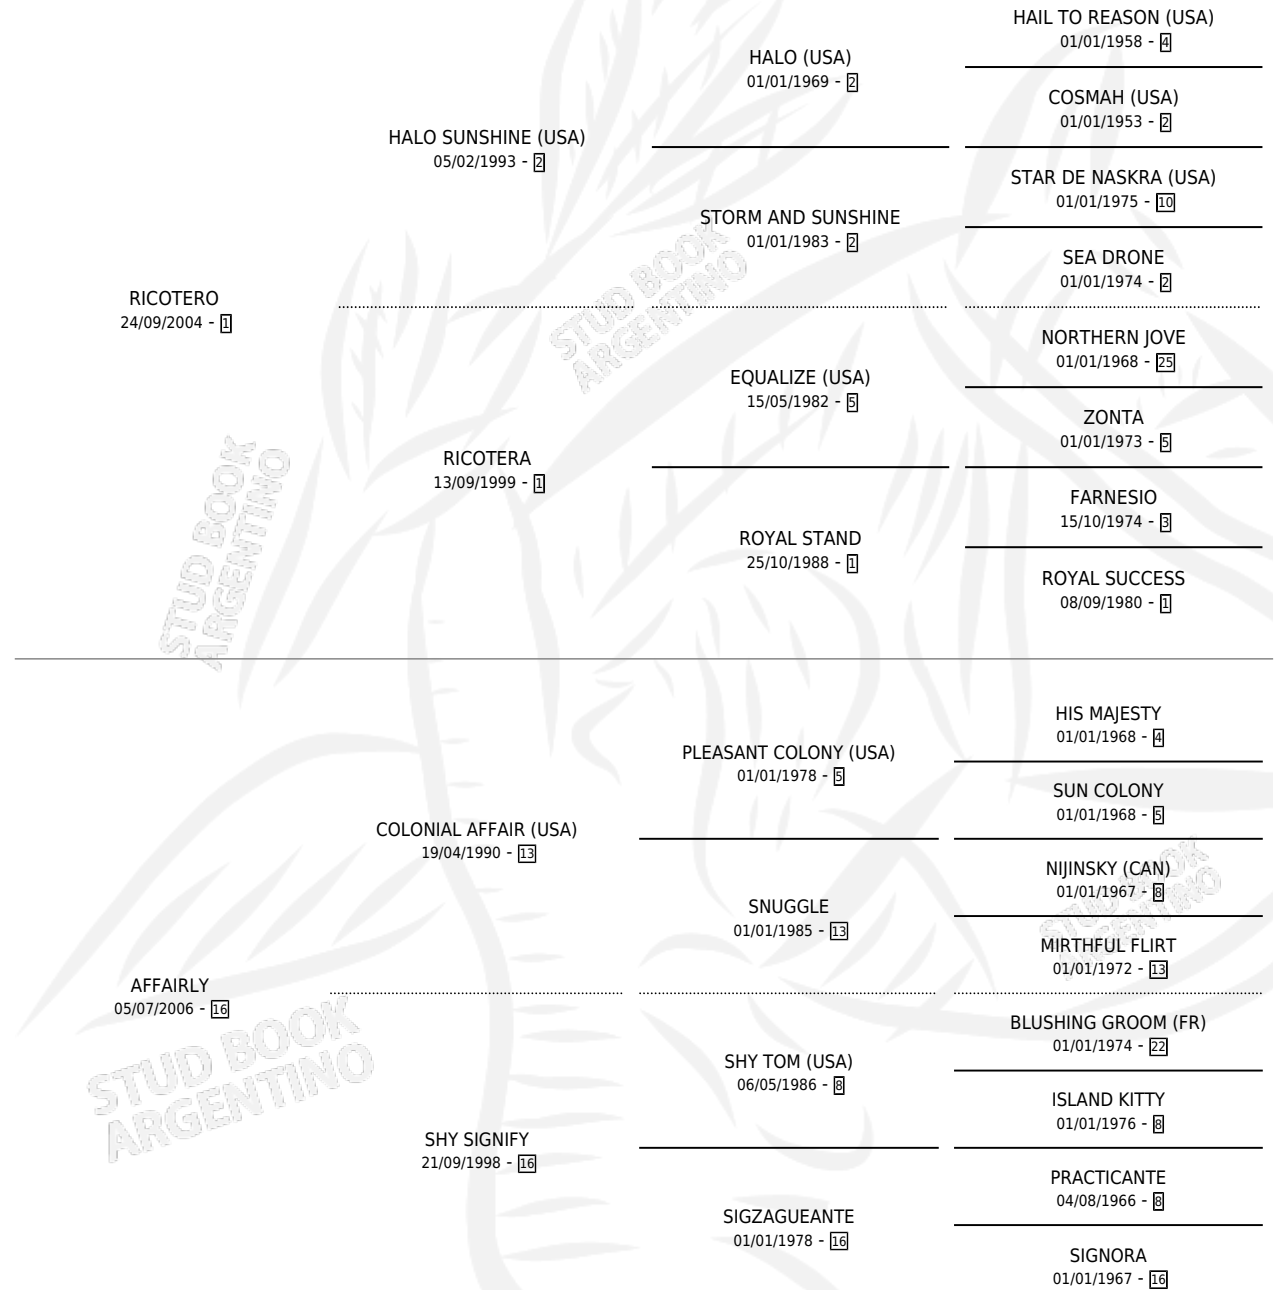 HAIL TO REASON (USA)
01/01/1958 - 4
HALO (USA)
01/01/1969 - 2
COSMAH (USA)
01/01/1953 - 2
HALO SUNSHINE (USA)
05/02/1993 - 2
STAR DE NASKRA (USA)
01/01/1975 - 10
STORM AND SUNSHINE
01/01/1983 - 2
SEA DRONE
01/01/1974 - 2
RICOTERO
24/09/2004 - 1
NORTHERN JOVE
01/01/1968 - 25
EQUALIZE (USA)
15/05/1982 - 5
ZONTA
01/01/1973 - 5
RICOTERA
13/09/1999 - 1
FARNESIO
15/10/1974 - 3
ROYAL STAND
25/10/1988 - 1
ROYAL SUCCESS
08/09/1980 - 1
HIS MAJESTY
01/01/1968 - 4
PLEASANT COLONY (USA)
01/01/1978 - 5
SUN COLONY
01/01/1968 - 5
COLONIAL AFFAIR (USA)
19/04/1990 - 13
NIJINSKY (CAN)
01/01/1967 - 8
SNUGGLE
01/01/1985 - 13
MIRTHFUL FLIRT
01/01/1972 - 13
AFFAIRLY
05/07/2006 - 16
BLUSHING GROOM (FR)
01/01/1974 - 22
SHY TOM (USA)
06/05/1986 - 8
ISLAND KITTY
01/01/1976 - 8
SHY SIGNIFY
21/09/1998 - 16
PRACTICANTE
04/08/1966 - 8
SIGZAGUEANTE
01/01/1978 - 16
SIGNORA
01/01/1967 - 16
STUD BOOK
ARGENTINO
STUD BOOK
ARGENTINO
STUD BOOK
ARGENTINO
STUD BOOK
ARGENTINO